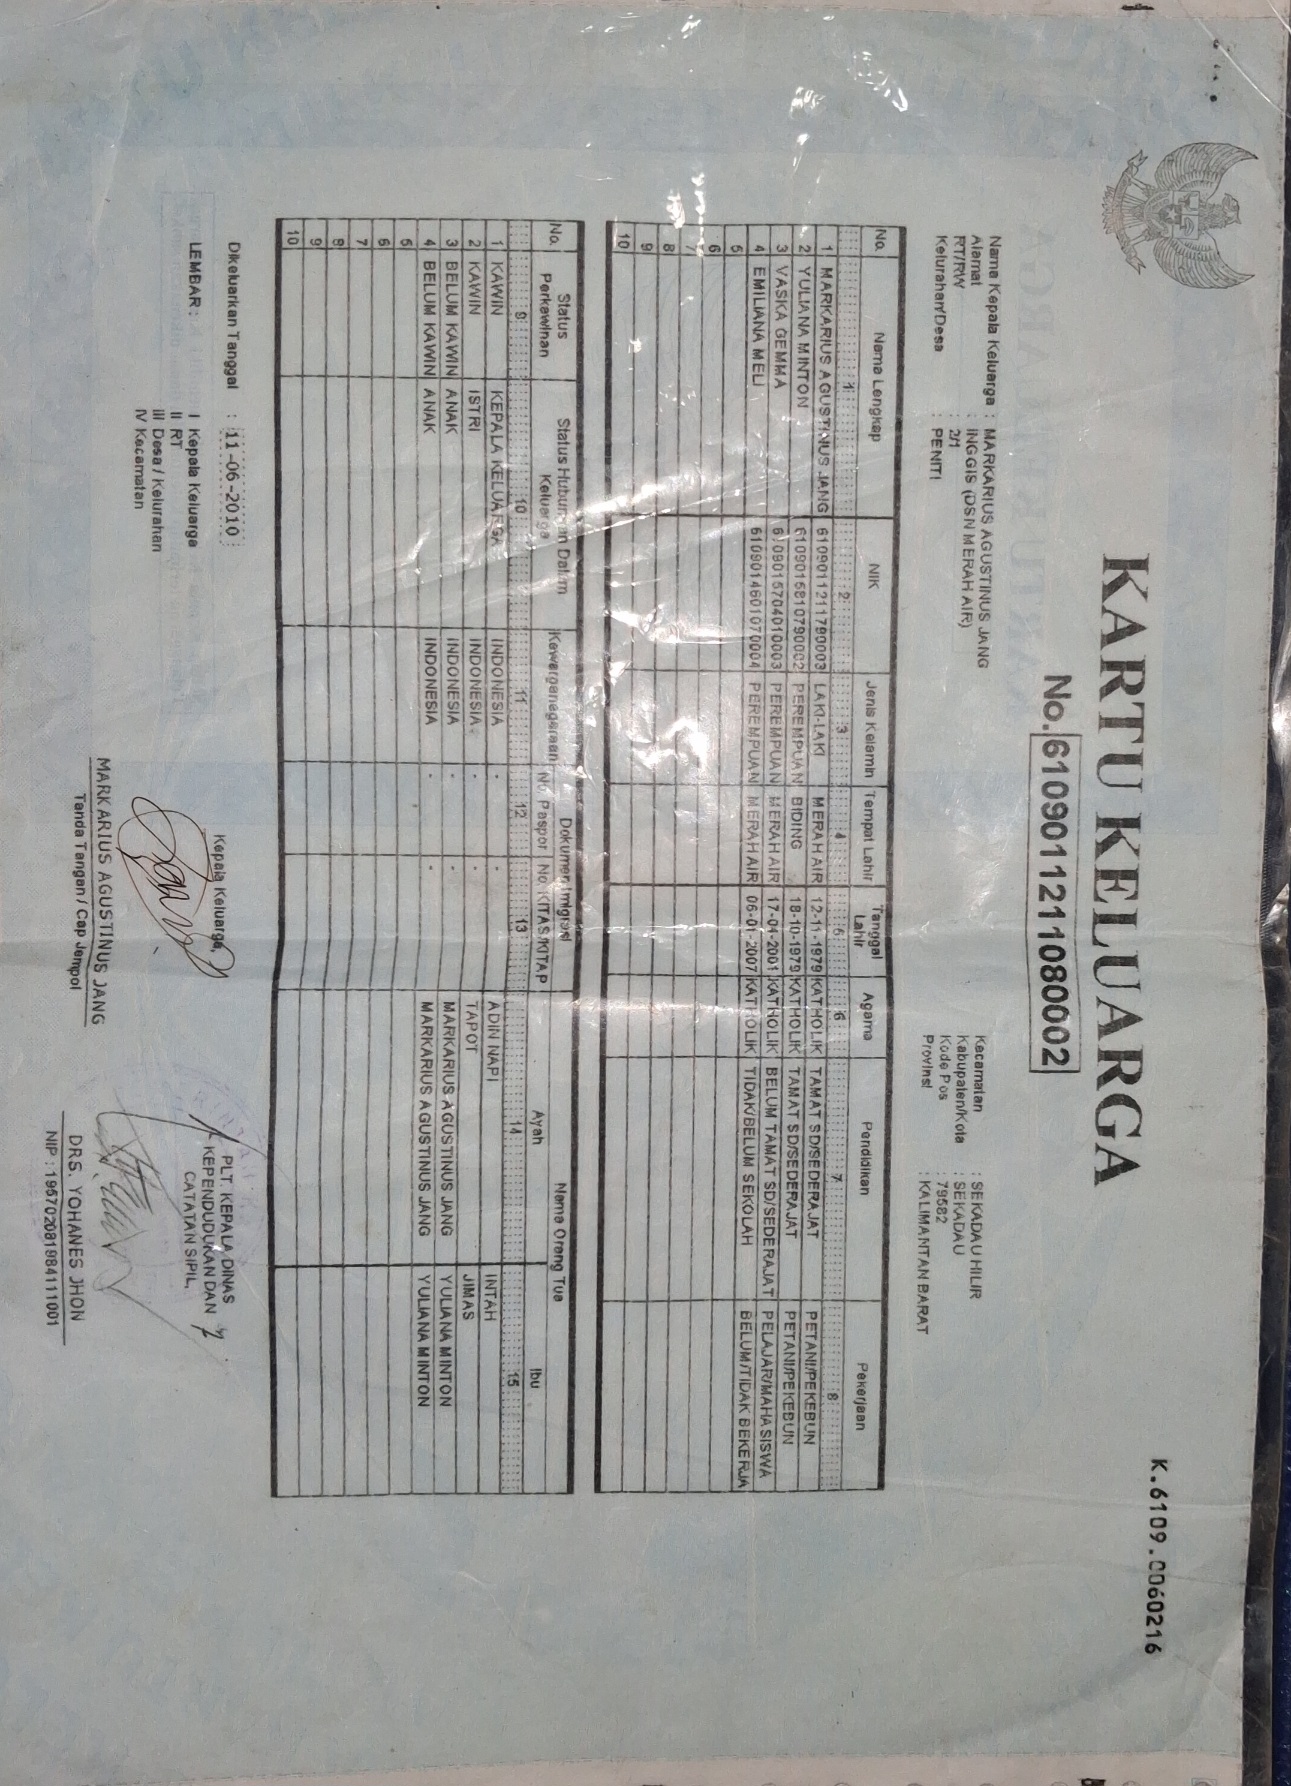 K.6109.0060216
KARTU KELUARGA
No. 6109011211080002
Nama Kepala Keluarga : MARKARIUS AGUSTINUS JANG
Alamat : INGGIS (DSN MERAH AIR)
RT/RW : 2/1
Kelurahan/Desa : PENITI
Kecamatan : SEKADAU HILIR
Kabupaten/Kota : SEKADAU
Kode Pos : 79582
Provinsi : KALIMANTAN BARAT
No. Nama Lengkap NIK Jenis Kelamin Tempat Lahir Tanggal Lahir Agama Pendidikan Pekerjaan
1 2 3 4 5 6 7 8
1 MARKARIUS AGUSTINUS JANG 6109011211790003 LAKI-LAKI MERAH AIR 12-11-1979 KATHOLIK TAMAT SD/SEDERAJAT PETANI/PEKEBUN
2 YULIANA MINTON 6109015810790002 PEREMPUAN BIDING 18-10-1979 KATHOLIK TAMAT SD/SEDERAJAT PETANI/PEKEBUN
3 VASKA GEMMA 6109015704010003 PEREMPUAN MERAH AIR 17-04-2001 KATHOLIK BELUM TAMAT SD/SEDERAJAT PELAJAR/MAHASISWA
4 EMILIANA MELI 6109014601070004 PEREMPUAN MERAH AIR 06-01-2007 KATHOLIK TIDAK/BELUM SEKOLAH BELUM/TIDAK BEKERJA
5
6
7
8
9
10
No. Status Perkawinan Status Hubungan Dalam Keluarga Kewarganegaraan Dokumen Imigrasi Nama Orang Tua
No. Paspor No. KITAS/KITAP Ayah Ibu
9 10 11 12 13 14 15
1 KAWIN KEPALA KELUARGA INDONESIA - - ADIN NAPI INTAH
2 KAWIN ISTRI INDONESIA - - TAPOT JIMAS
3 BELUM KAWIN ANAK INDONESIA - - MARKARIUS AGUSTINUS JANG YULIANA MINTON
4 BELUM KAWIN ANAK INDONESIA - - MARKARIUS AGUSTINUS JANG YULIANA MINTON
5
6
7
8
9
10
Dikeluarkan Tanggal : 11-06-2010
LEMBAR : I Kepala Keluarga
II RT
III Desa / Kelurahan
IV Kecamatan
Kepala Keluarga,
MARKARIUS AGUSTINUS JANG
Tanda Tangan / Cap Jempol
PLT. KEPALA DINAS
KEPENDUDUKAN DAN
CATATAN SIPIL,
DRS. YOHANES JHON
NIP : 195702081984111001